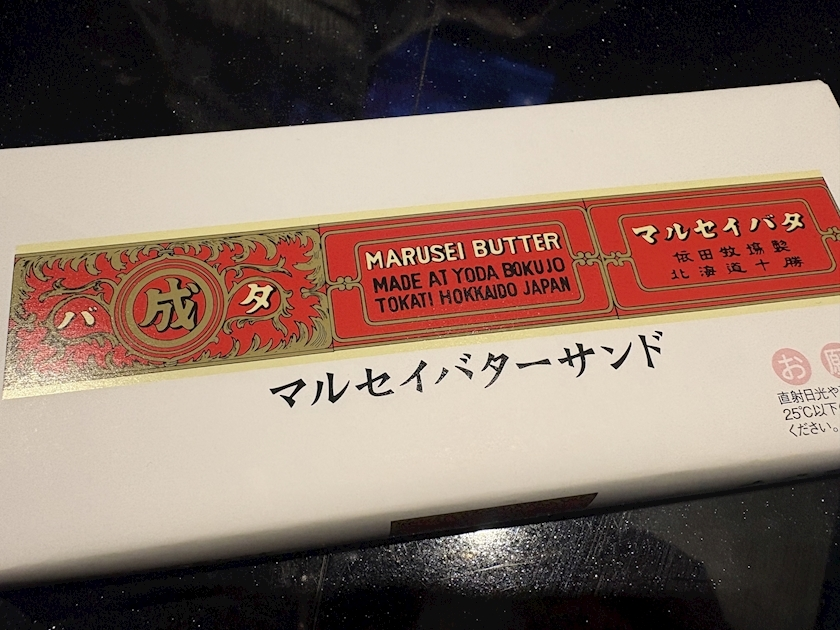 バ 成 タ
MARUSEI BUTTER
MADE AT YODA BOKUJO
TOKATI HOKKAIDO JAPAN
マルセイバタ
依田牧場製
北海道十勝
マルセイバターサンド
お願
直射日光や
25℃以下
ください。